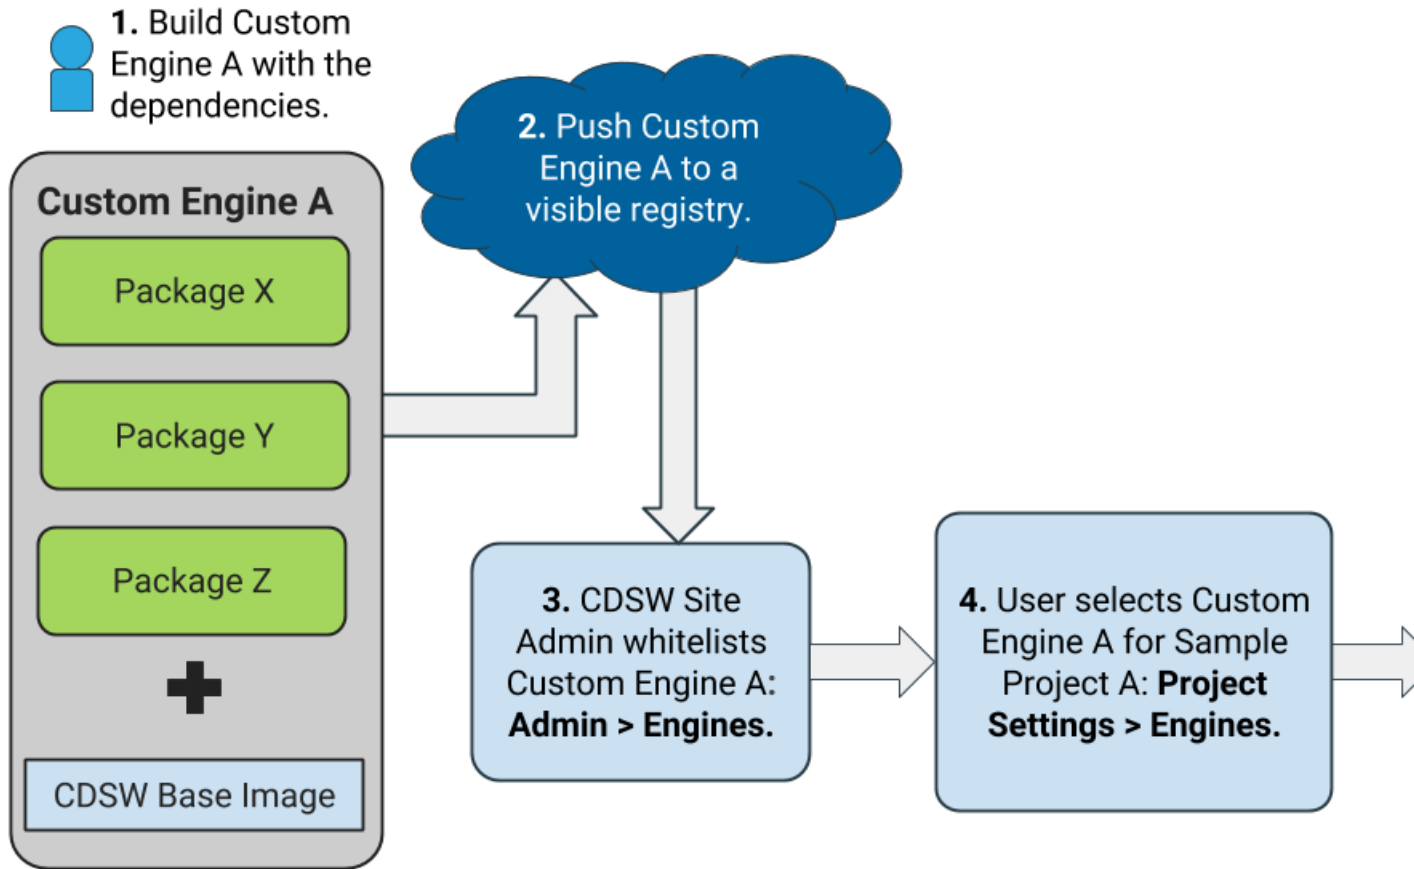 1. Build Custom
Engine A with the
dependencies.
2. Push Custom
Engine A to a
visible registry.
Custom Engine A
Package X
Package Y
Package Z
CDSW Base Image
3. CDSW Site
Admin whitelists
Custom Engine A:
Admin > Engines.
4. User selects Custom
Engine A for Sample
Project A: Project
Settings > Engines.